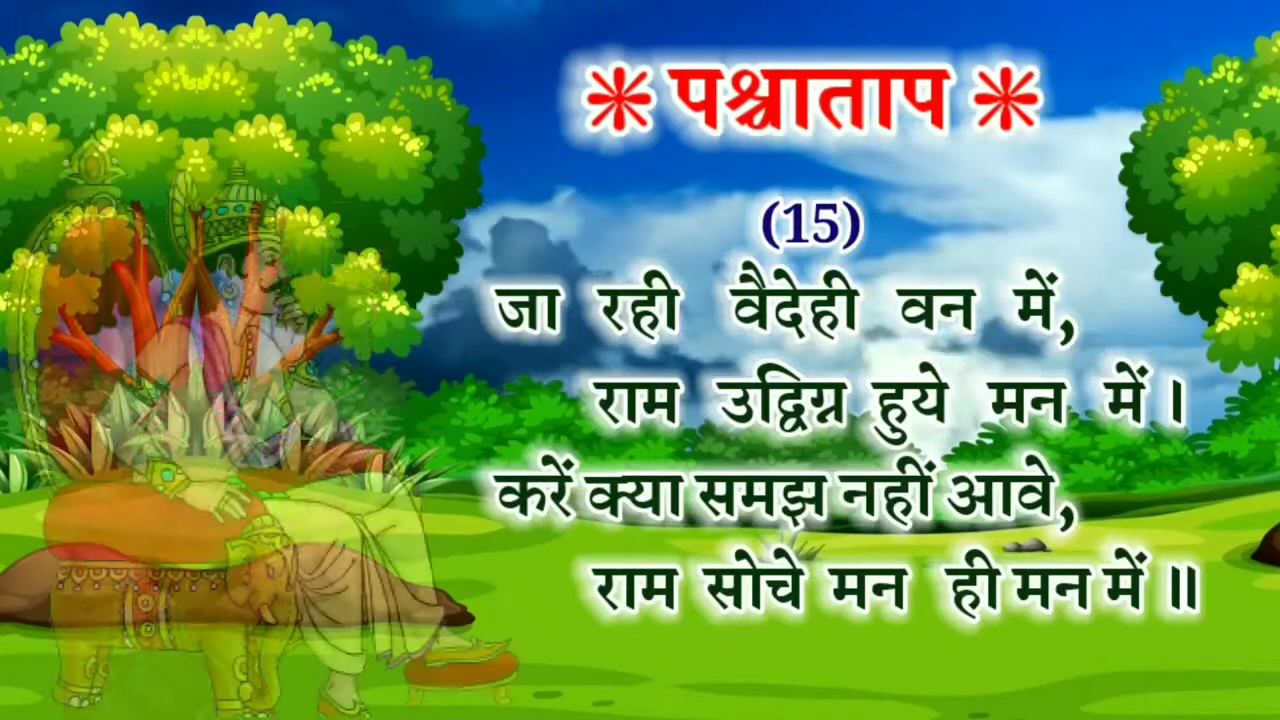 * पश्चाताप *
(15)
जा रही वैदेही वन में,
राम उद्विग्न हुये मन में।
करें क्या समझ नहीं आवे,
राम सोचे मन ही मन में॥